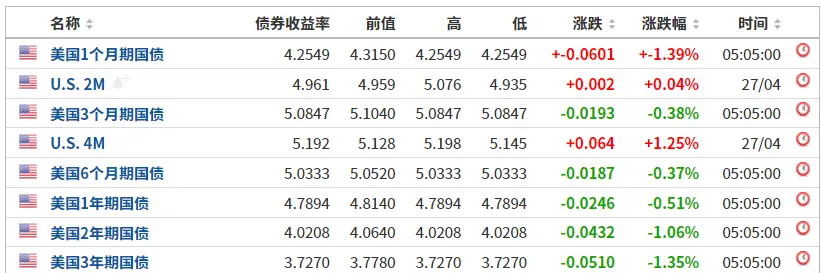 名称 债券收益率 前值 高 低 涨跌 涨跌幅 时间
美国1个月期国债 4.2549 4.3150 4.2549 4.2549 +-0.0601 +-1.39% 05:05:00
U.S. 2M 4.961 4.959 5.076 4.935 +0.002 +0.04% 27/04
美国3个月期国债 5.0847 5.1040 5.0847 5.0847 -0.0193 -0.38% 05:05:00
U.S. 4M 5.192 5.128 5.198 5.145 +0.064 +1.25% 27/04
美国6个月期国债 5.0333 5.0520 5.0333 5.0333 -0.0187 -0.37% 05:05:00
美国1年期国债 4.7894 4.8140 4.7894 4.7894 -0.0246 -0.51% 05:05:00
美国2年期国债 4.0208 4.0640 4.0208 4.0208 -0.0432 -1.06% 05:05:00
美国3年期国债 3.7270 3.7780 3.7270 3.7270 -0.0510 -1.35% 05:05:00